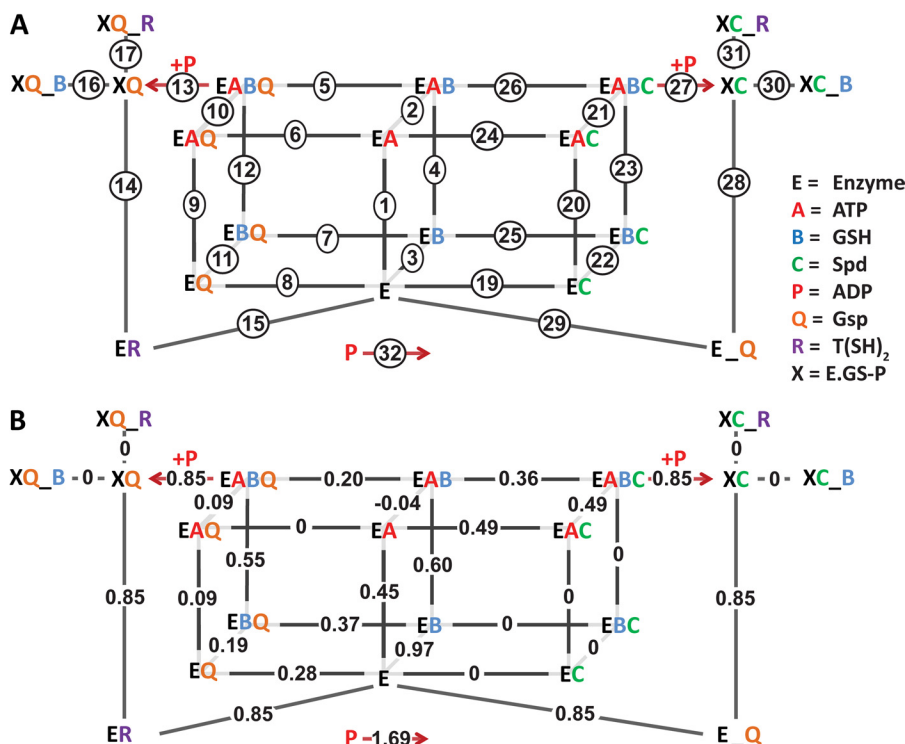 A
XQ_R
XC_R
17
31
+P
+P
XQ_B 16 XQ 13 EABQ 5 EAB 26 EABC 27 XC 30 XC_B
10 2 21
EAQ 6 EA 24 EAC
12 4 23
14 28
9 1 20
EBQ 7 EB 25 EBC
11 3 22
EQ 8 E 19 EC
15 29
ER P 32 E_Q
E = Enzyme
A = ATP
B = GSH
C = Spd
P = ADP
Q = Gsp
R = T(SH)2
X = E.GS-P
B
XQ_R XC_R
0 0
+P +P
XQ_B 0 XQ 0.85 EABQ 0.20 EAB 0.36 EABC 0.85 XC 0 XC_B
0.09 -0.04 0.49
EAQ 0 EA 0.49 EAC
0.55 0.60 0
0.85 0.09 0.45 0 0.85
EBQ 0.37 EB 0 EBC
0.19 0.97 0
EQ 0.28 E 0 EC
0.85 0.85
ER P 1.69 E_Q